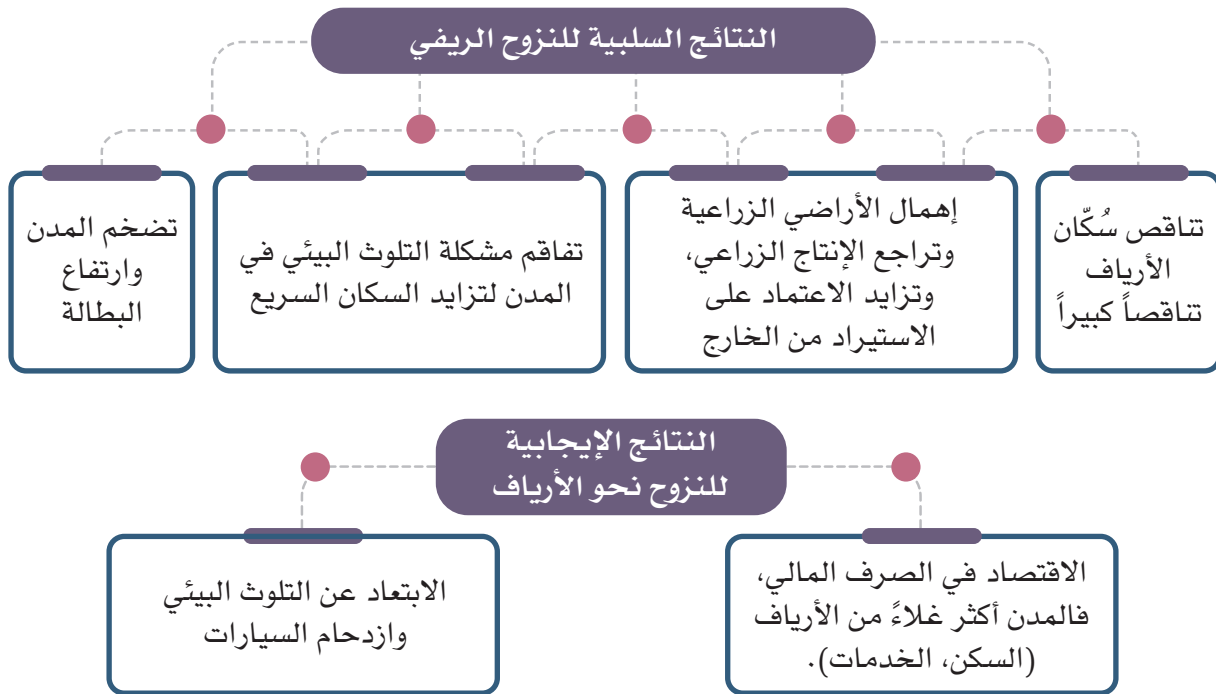 النتائج السلبية للنزوح الريفي
تناقص سُكّان
الأرياف
تناقصاً كبيراً
إهمال الأراضي الزراعية
وتراجع الإنتاج الزراعي،
وتزايد الاعتماد على
الاستيراد من الخارج
تفاقم مشكلة التلوث البيئي في
المدن لتزايد السكان السريع
تضخم المدن
وارتفاع
البطالة
النتائج الإيجابية
للنزوح نحو الأرياف
الاقتصاد في الصرف المالي،
فالمدن أكثر غلاءً من الأرياف
(السكن، الخدمات).
الابتعاد عن التلوث البيئي
وازدحام السيارات